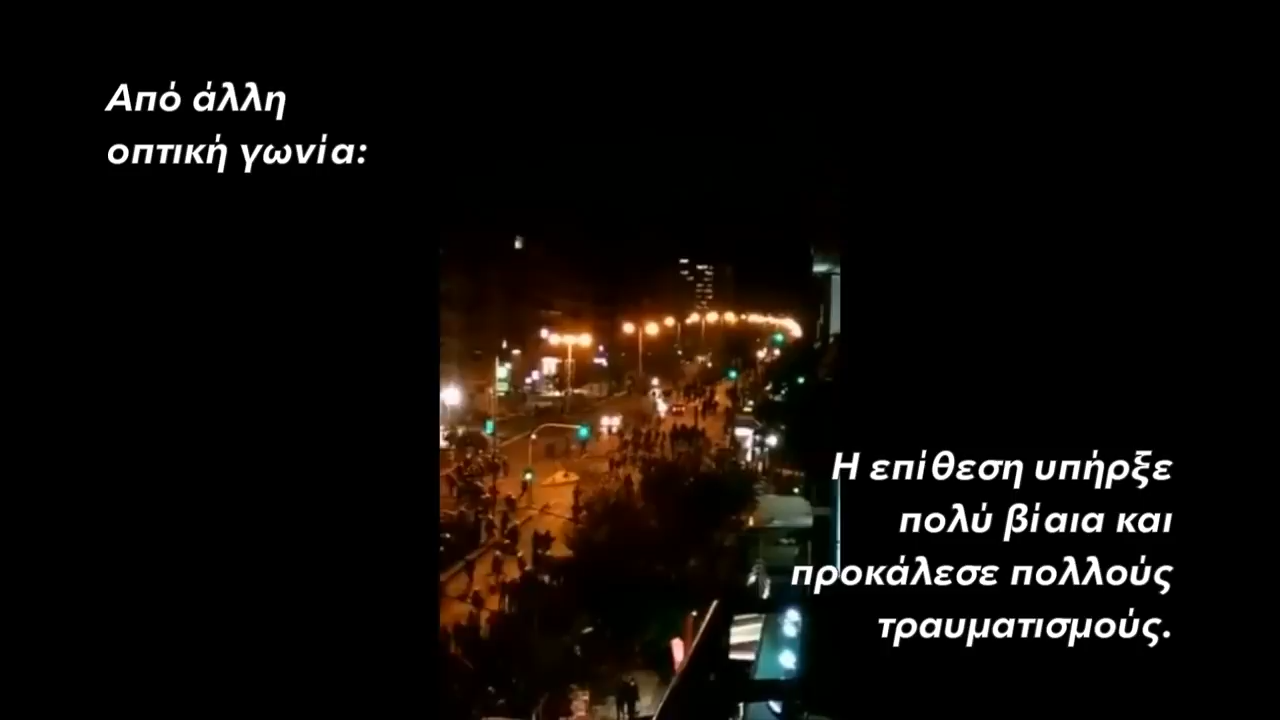 Από άλλη
οπτική γωνία:
Η επίθεση υπήρξε
πολύ βίαια και
προκάλεσε πολλούς
τραυματισμούς.